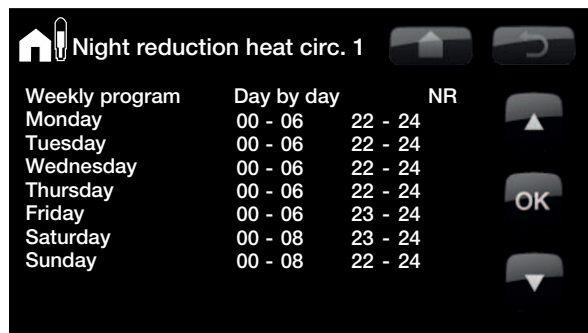 Night reduction heat circ. 1
Weekly program Day by day NR
Monday 00 - 06 22 - 24
Tuesday 00 - 06 22 - 24
Wednesday 00 - 06 22 - 24
Thursday 00 - 06 22 - 24
Friday 00 - 06 23 - 24
Saturday 00 - 08 23 - 24
Sunday 00 - 08 22 - 24
OK